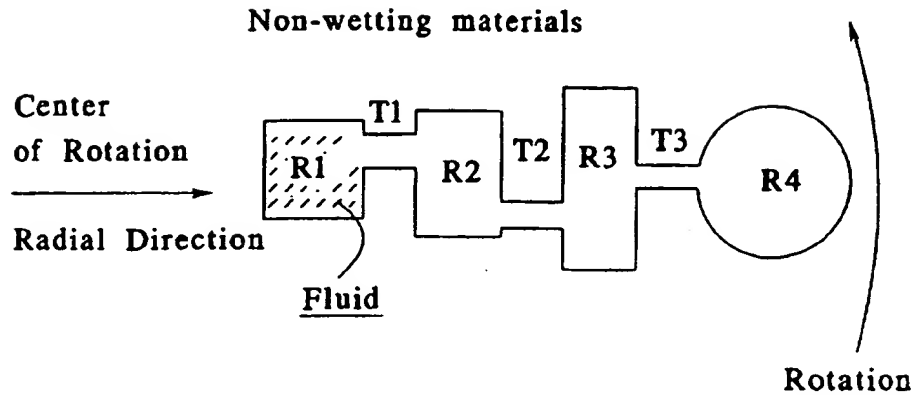 Non-wetting materials
Center
of Rotation
Radial Direction
R1
T1
R2
T2
R3
T3
R4
Fluid
Rotation